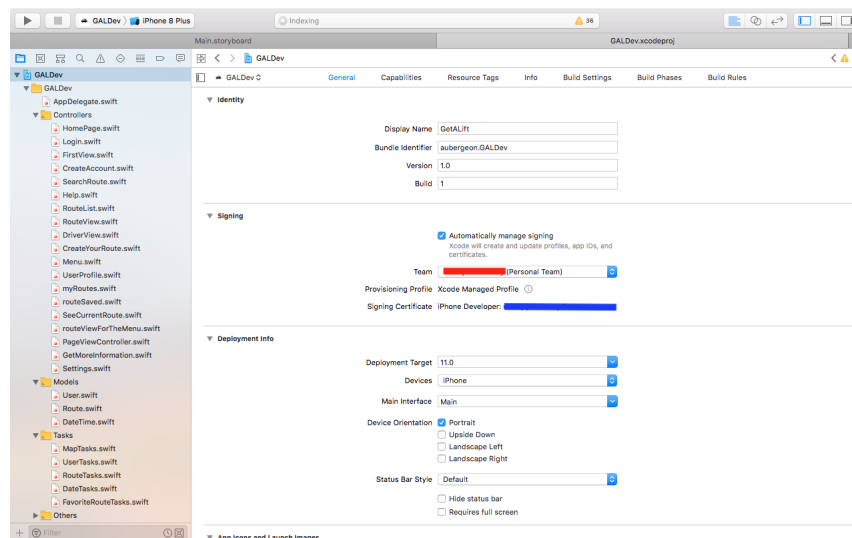 GALDev
iPhone 8 Plus
Indexing
36
Main.storyboard
GALDev.xcodeproj
GALDev
GALDev
AppDelegate.swift
Controllers
HomePage.swift
Login.swift
FirstView.swift
CreateAccount.swift
SearchRoute.swift
Help.swift
RouteList.swift
RouteView.swift
DriverView.swift
CreateYourRoute.swift
Menu.swift
UserProfile.swift
myRoutes.swift
routeSaved.swift
SeeCurrentRoute.swift
routeViewForTheMenu.swift
PageViewController.swift
GetMoreInformation.swift
Settings.swift
Models
User.swift
Route.swift
DateTime.swift
Tasks
MapTasks.swift
UserTasks.swift
RouteTasks.swift
DateTasks.swift
FavoriteRouteTasks.swift
Others
Filter
GALDev
GALDev
General Capabilities Resource Tags Info Build Settings Build Phases Build Rules
Identity
Display Name GetALift
Bundle Identifier aubergeon.GALDev
Version 1.0
Build 1
Signing
Automatically manage signing
Xcode will create and update profiles, app IDs, and
certificates.
Team (Personal Team)
Provisioning Profile Xcode Managed Profile
Signing Certificate iPhone Developer:
Deployment Info
Deployment Target 11.0
Devices iPhone
Main Interface Main
Device Orientation Portrait
Upside Down
Landscape Left
Landscape Right
Status Bar Style Default
Hide status bar
Requires full screen
App Icons and Launch Images